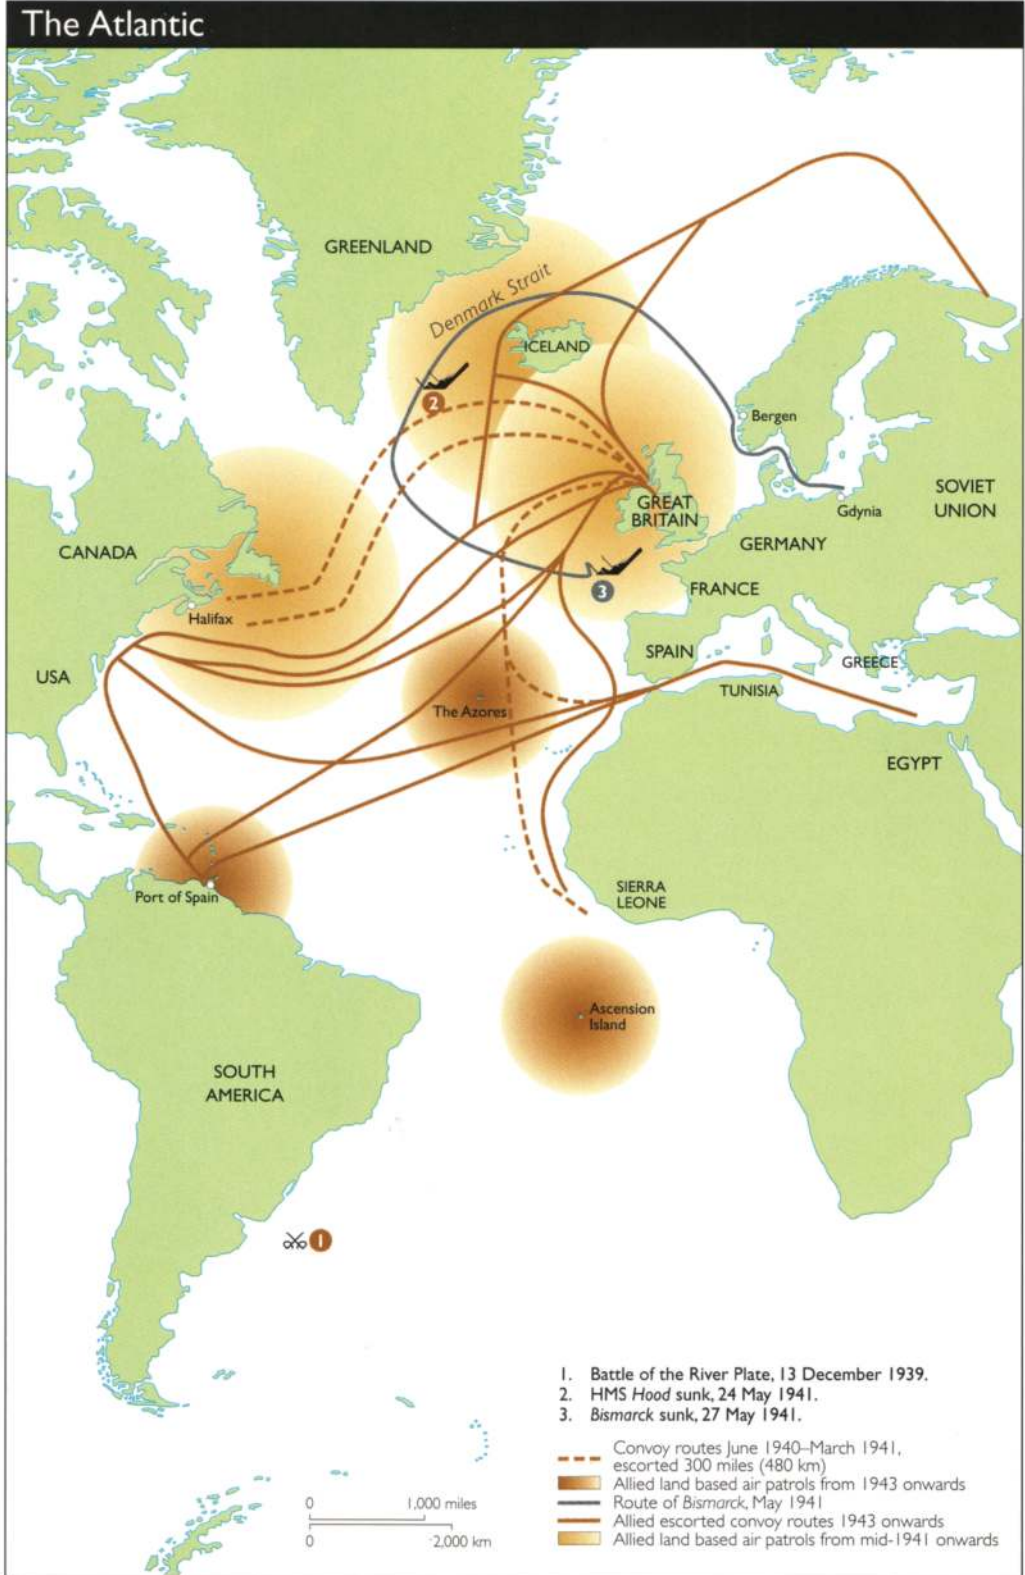 The Atlantic
GREENLAND
Denmark Strait
ICELAND
2
Bergen
Gdynia
SOVIET
UNION
GREAT
BRITAIN
GERMANY
CANADA
3
FRANCE
Halifax
SPAIN
GREECE
USA
TUNISIA
The Azores
EGYPT
Port of Spain
SIERRA
LEONE
Ascension
Island
SOUTH
AMERICA
1
1. Battle of the River Plate, 13 December 1939.
2. HMS Hood sunk, 24 May 1941.
3. Bismarck sunk, 27 May 1941.
Convoy routes June 1940–March 1941,
escorted 300 miles (480 km)
Allied land based air patrols from 1943 onwards
Route of Bismarck, May 1941
Allied escorted convoy routes 1943 onwards
Allied land based air patrols from mid-1941 onwards
0 1,000 miles
0 2,000 km